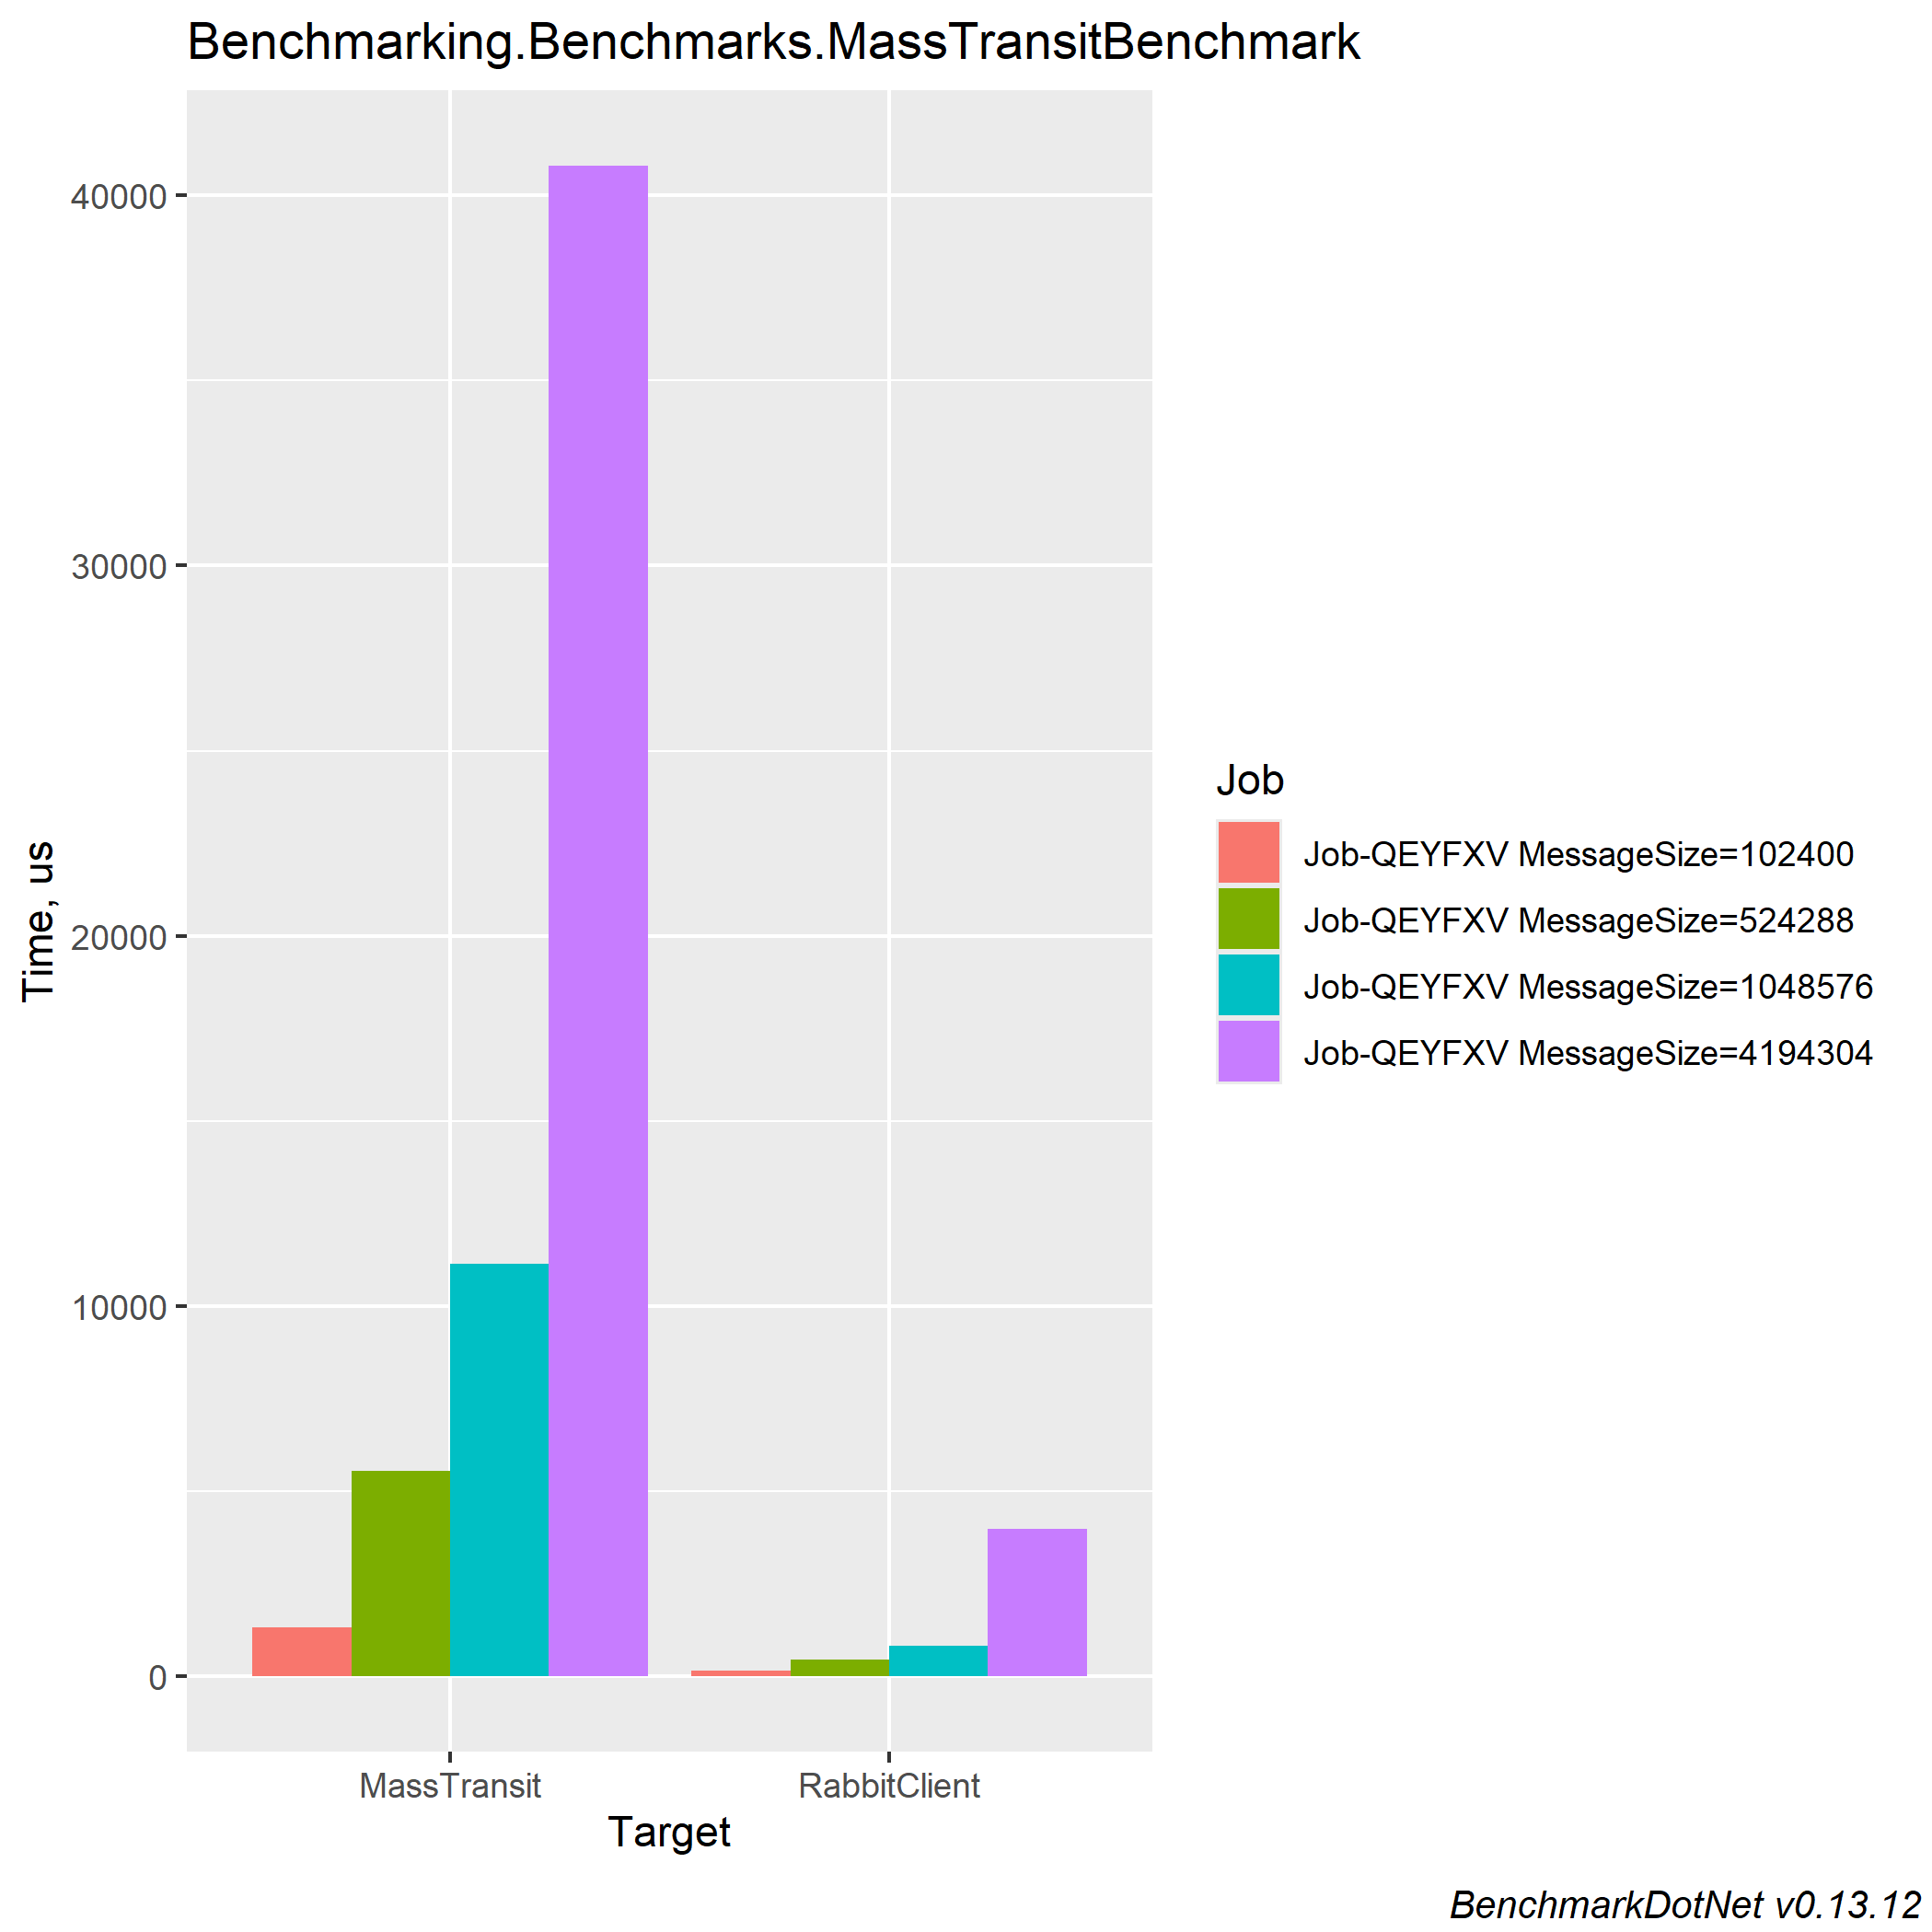 Benchmarking.Benchmarks.MassTransitBenchmark
40000
30000
20000
10000
0
Time, us
MassTransit
RabbitClient
Target
Job
Job-QEYFXV MessageSize=102400
Job-QEYFXV MessageSize=524288
Job-QEYFXV MessageSize=1048576
Job-QEYFXV MessageSize=4194304
BenchmarkDotNet v0.13.12